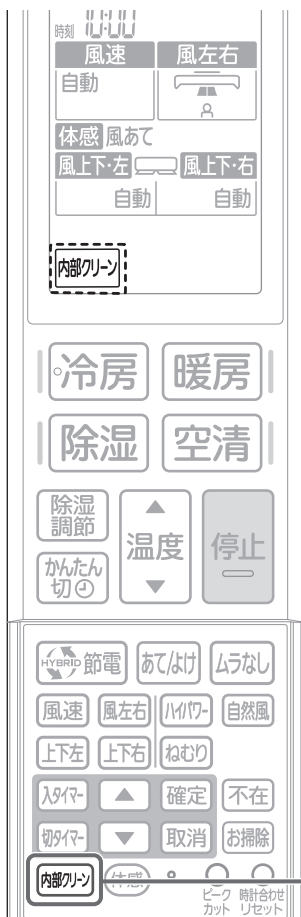 時刻 10:00
風速 風左右
自動
体感 風あて
風上下・左 風上下・右
自動 自動
内部クリーン
冷房 暖房
除湿 空清
除湿調節
温度
停止
かんたん切
HYBRID 節電 あて/よけ ムラなし
風速 風左右 ハイパワー 自然風
上下左 上下右 ねむり
入タイマー ▲ 確定 不在
切タイマー ▼ 取消 お掃除
内部クリーン 体感
ピークカット 時計合わせ リセット